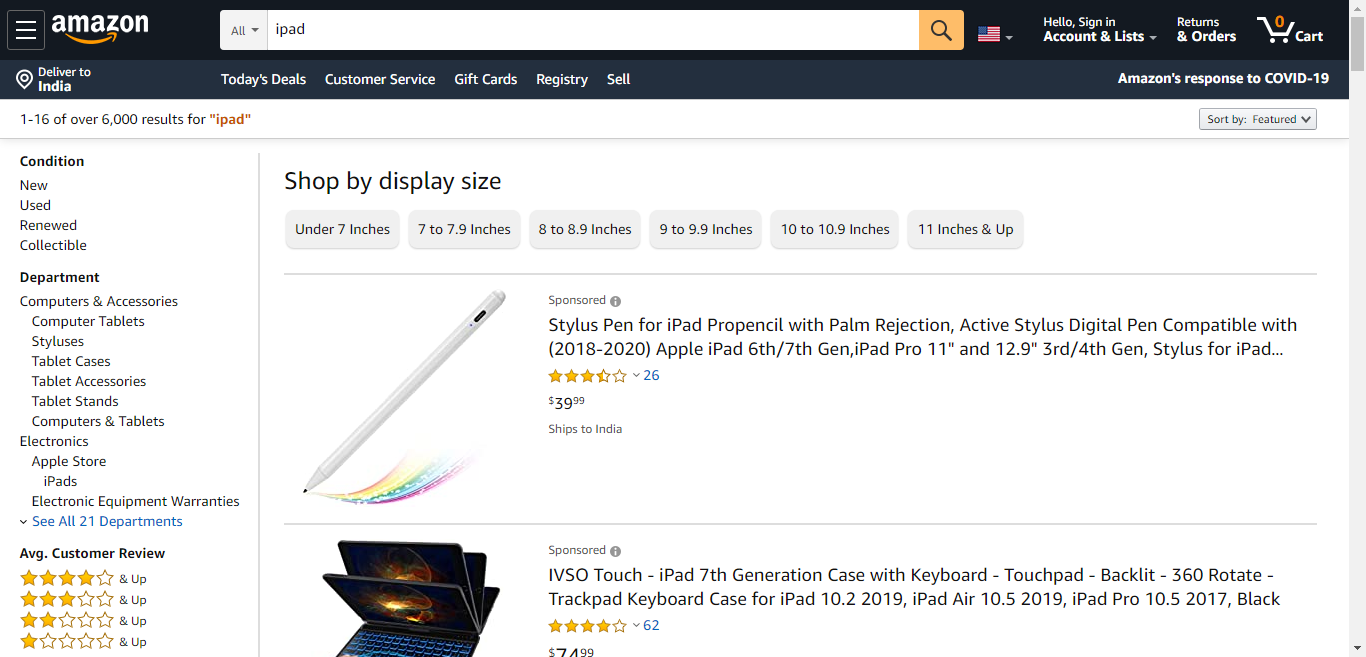 amazon
All
ipad
Hello, Sign in
Account & Lists
Returns
& Orders
0
Cart
Deliver to
India
Today's Deals
Customer Service
Gift Cards
Registry
Sell
Amazon's response to COVID-19
1-16 of over 6,000 results for "ipad"
Sort by: Featured
Condition
New
Used
Renewed
Collectible
Department
Computers & Accessories
Computer Tablets
Styluses
Tablet Cases
Tablet Accessories
Tablet Stands
Computers & Tablets
Electronics
Apple Store
iPads
Electronic Equipment Warranties
See All 21 Departments
Avg. Customer Review
& Up
& Up
& Up
& Up
Shop by display size
Under 7 Inches
7 to 7.9 Inches
8 to 8.9 Inches
9 to 9.9 Inches
10 to 10.9 Inches
11 Inches & Up
Sponsored
Stylus Pen for iPad Propencil with Palm Rejection, Active Stylus Digital Pen Compatible with
(2018-2020) Apple iPad 6th/7th Gen,iPad Pro 11" and 12.9" 3rd/4th Gen, Stylus for iPad...
26
$3999
Ships to India
Sponsored
IVSO Touch - iPad 7th Generation Case with Keyboard - Touchpad - Backlit - 360 Rotate -
Trackpad Keyboard Case for iPad 10.2 2019, iPad Air 10.5 2019, iPad Pro 10.5 2017, Black
62
$7499